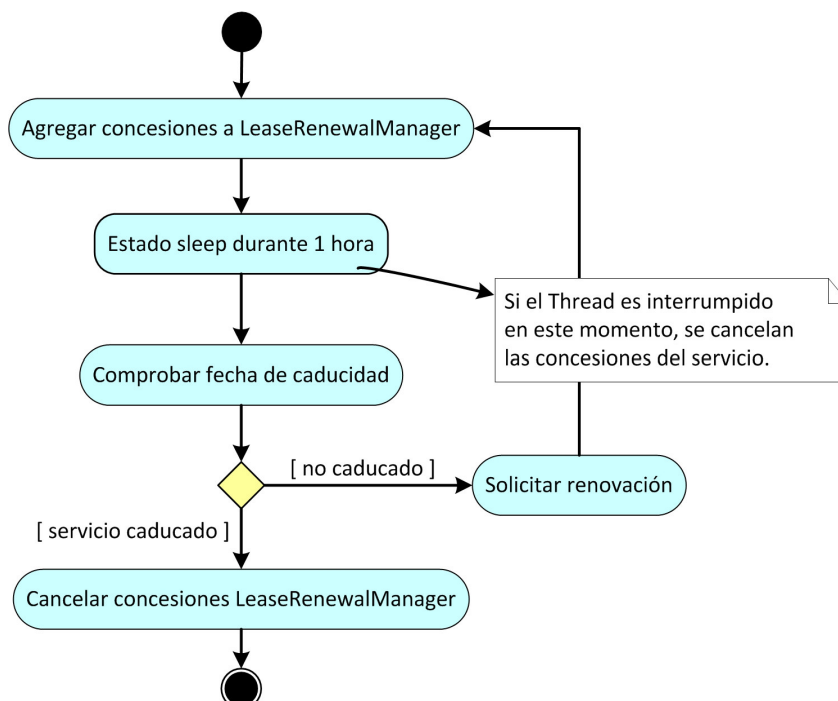 Agregar concesiones a LeaseRenewalManager
Estado sleep durante 1 hora
Si el Thread es interrumpido
en este momento, se cancelan
las concesiones del servicio.
Comprobar fecha de caducidad
[ no caducado ]
Solicitar renovación
[ servicio caducado ]
Cancelar concesiones LeaseRenewalManager